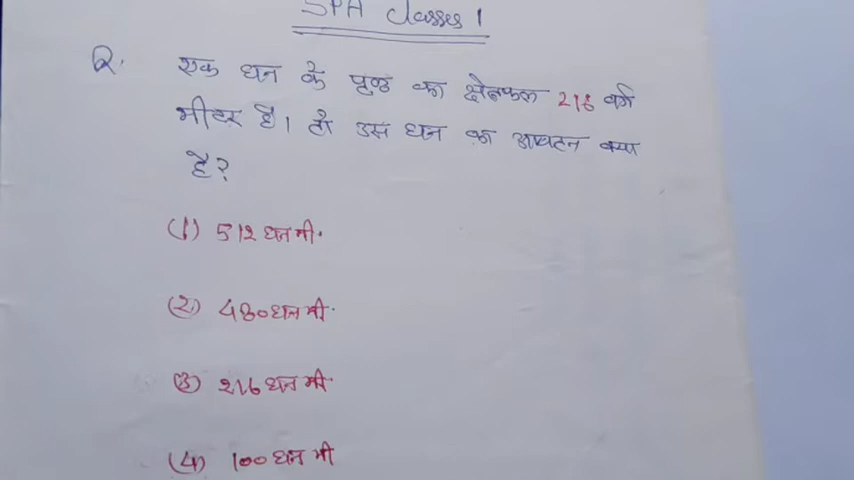 SPH Classes 1
Q. एक घन के पृष्ठ का क्षेत्रफल 216 वर्ग
मीटर है। तो उस घन का आयतन क्या
है?
(1) 512 घन मी.
(2) 480 घन मी.
(3) 216 घन मी.
(4) 100 घन मी